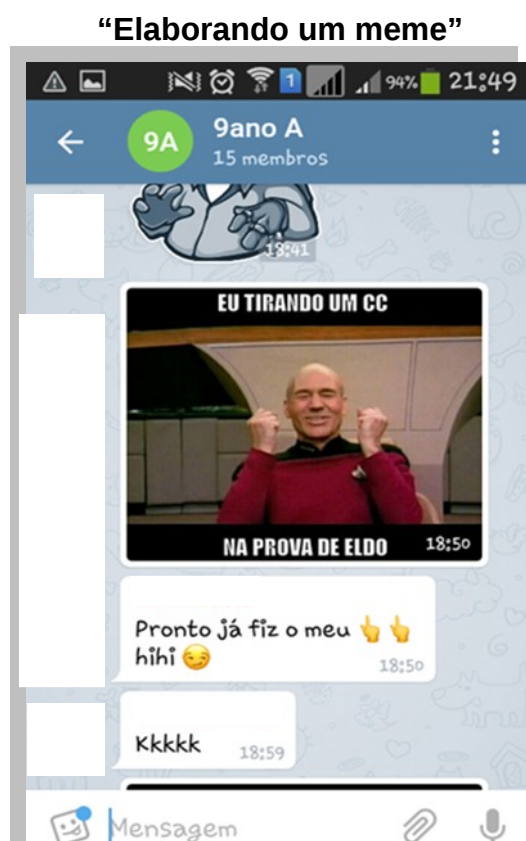 “Elaborando um meme”
1 94% 21:49
9A 9ano A
15 membros
18:41
EU TIRANDO UM CC
NA PROVA DE ELDO 18:50
Pronto já fiz o meu 👆👆
hihi 😏 18:50
Kkkkk 18:59
Mensagem